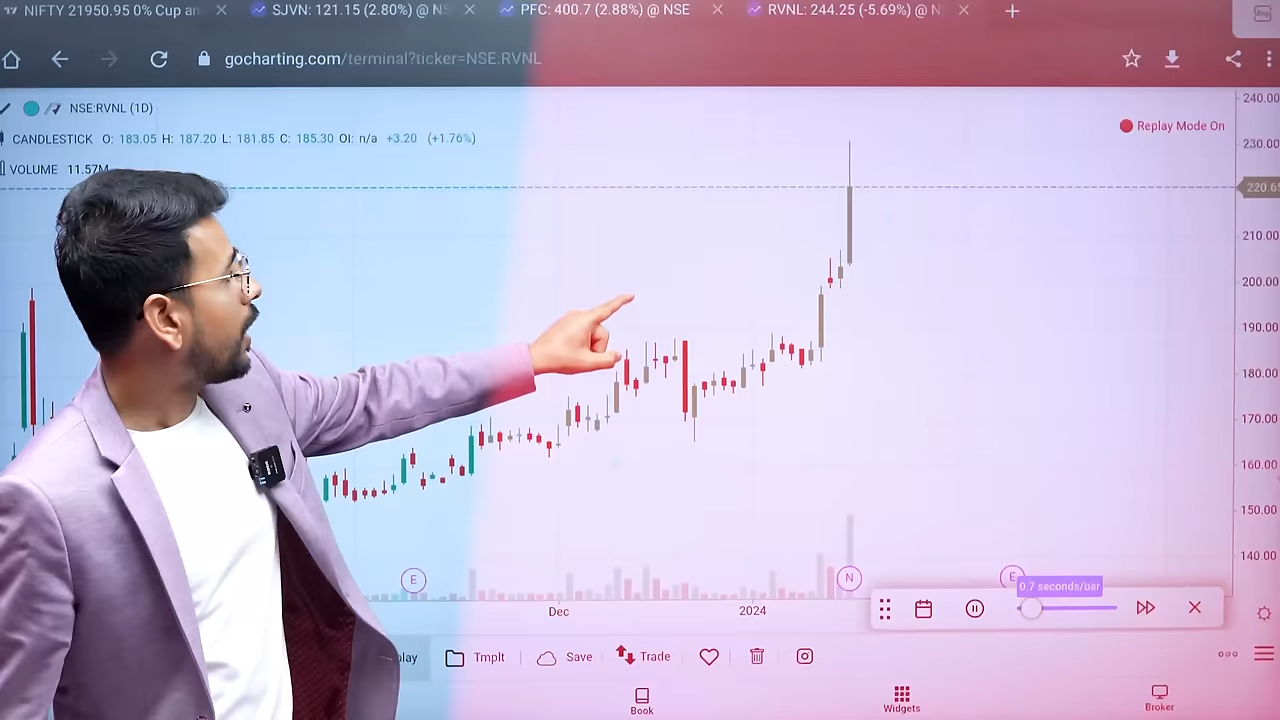 NIFTY 21950.95 0% Cup an
SJVN: 121.15 (2.80%) @ NS
PFC: 400.7 (2.88%) @ NSE
RVNL: 244.25 (-5.69%) @ N
gocharting.com/terminal?ticker=NSE:RVNL
NSE:RVNL (1D)
CANDLESTICK O: 183.05 H: 187.20 L: 181.85 C: 185.30 OI: n/a +3.20 (+1.76%)
VOLUME 11.57M
Replay Mode On
240.00
230.00
220.65
210.00
200.00
190.00
180.00
170.00
160.00
150.00
140.00
E
N
E
0.7 seconds/bar
Dec
2024
play
Tmplt
Save
Trade
Book
Widgets
Broker